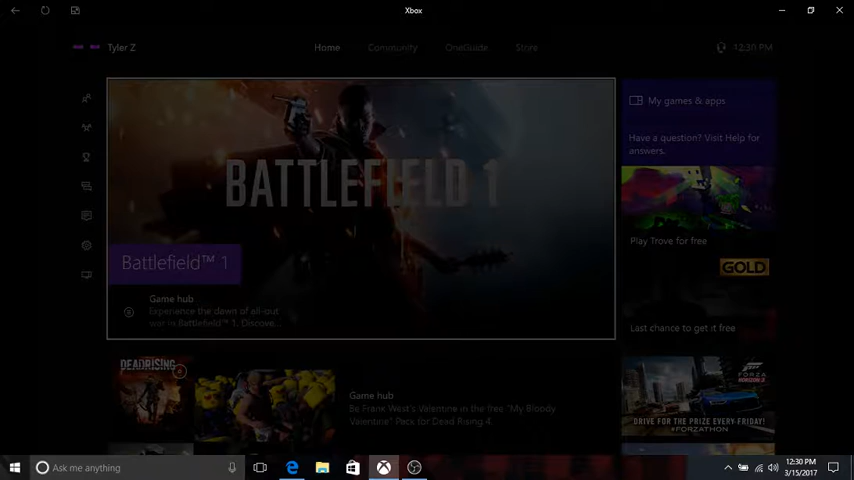 Xbox
Tyler Z
Home
Community
OneGuide
Store
12:30 PM
BATTLEFIELD 1
Battlefield™ 1
Game hub
Experience the dawn of all-out
war in Battlefield™ 1. Discove...
My games & apps
Have a question? Visit Help for
answers.
Play Trove for free
GOLD
Last chance to get it free
DEADRISING
Game hub
Be Frank West's Valentine in the free "My Bloody
Valentine" Pack for Dead Rising 4.
FORZA
HORIZON 3
DRIVE FOR THE PRIZE EVERY FRIDAY!
#FORZATHON
Ask me anything
12:30 PM
3/15/2017